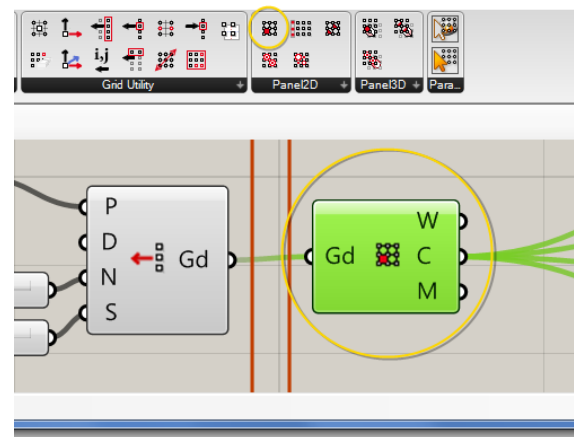 i,j
Grid Utility
Panel2D
Panel3D
Para...
P
D
N
S
Gd
Gd
W
C
M